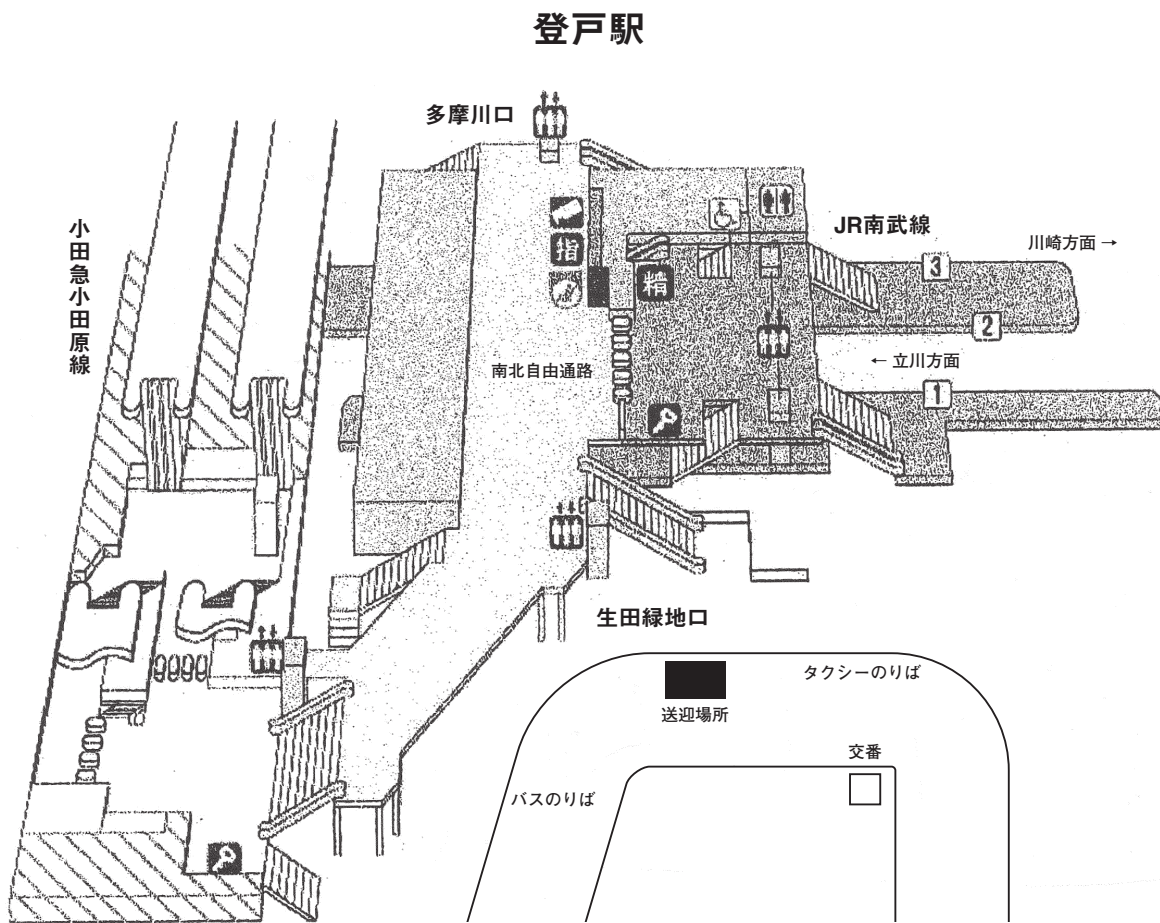 登戸駅
多摩川口
小田急小田原線
JR南武線
川崎方面 →
3
指
精
2
← 立川方面
南北自由通路
1
生田緑地口
タクシーのりば
送迎場所
交番
バスのりば